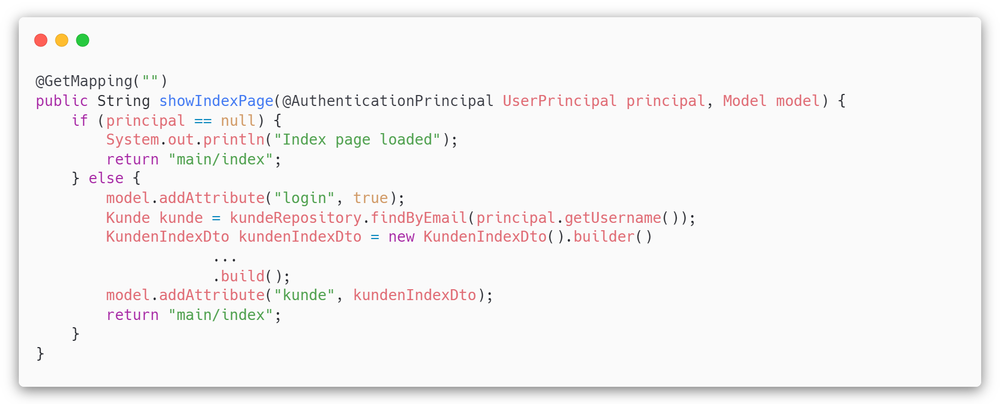 @GetMapping("")
public String showIndexPage(@AuthenticationPrincipal UserPrincipal principal, Model model) {
    if (principal == null) {
        System.out.println("Index page loaded");
        return "main/index";
    } else {
        model.addAttribute("login", true);
        Kunde kunde = kundeRepository.findByEmail(principal.getUsername());
        KundenIndexDto kundenIndexDto = new KundenIndexDto().builder()
                    ...
                    .build();
        model.addAttribute("kunde", kundenIndexDto);
        return "main/index";
    }
}